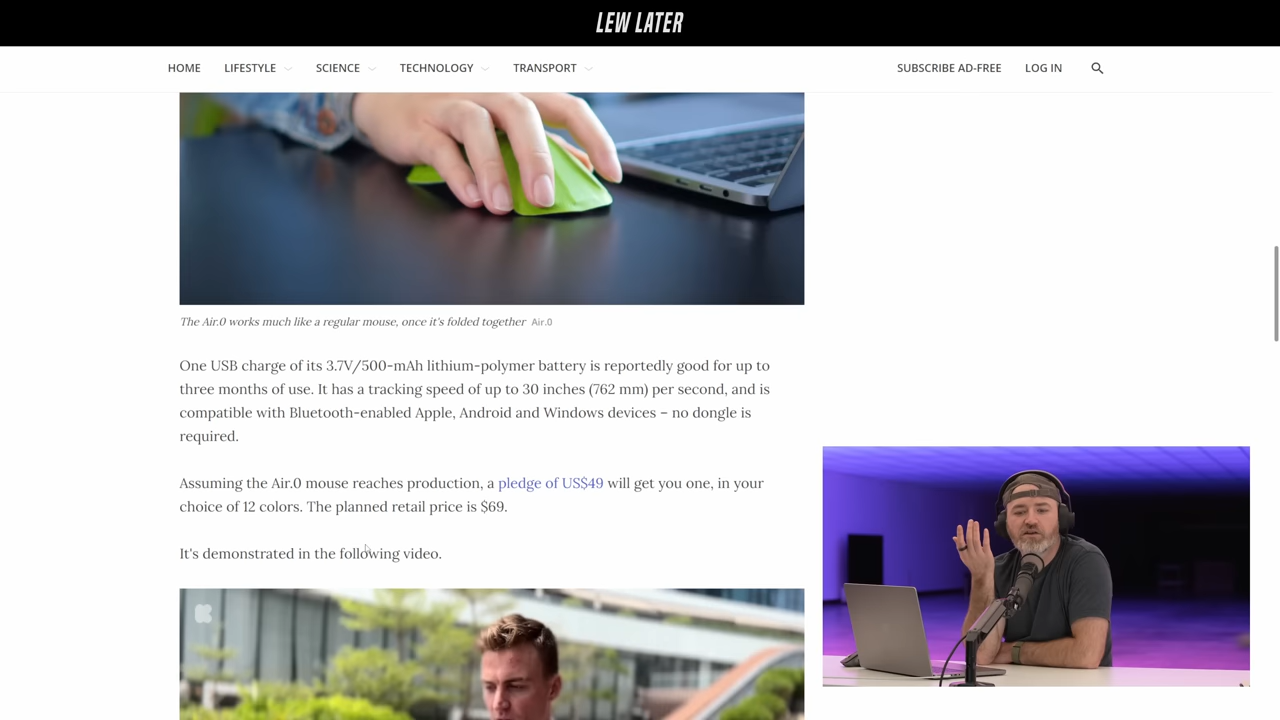 LEW LATER
HOME LIFESTYLE SCIENCE TECHNOLOGY TRANSPORT SUBSCRIBE AD-FREE LOG IN
The Air.0 works much like a regular mouse, once it's folded together Air.0
One USB charge of its 3.7V/500-mAh lithium-polymer battery is reportedly good for up to
three months of use. It has a tracking speed of up to 30 inches (762 mm) per second, and is
compatible with Bluetooth-enabled Apple, Android and Windows devices – no dongle is
required.
Assuming the Air.0 mouse reaches production, a pledge of US$49 will get you one, in your
choice of 12 colors. The planned retail price is $69.
It's demonstrated in the following video.